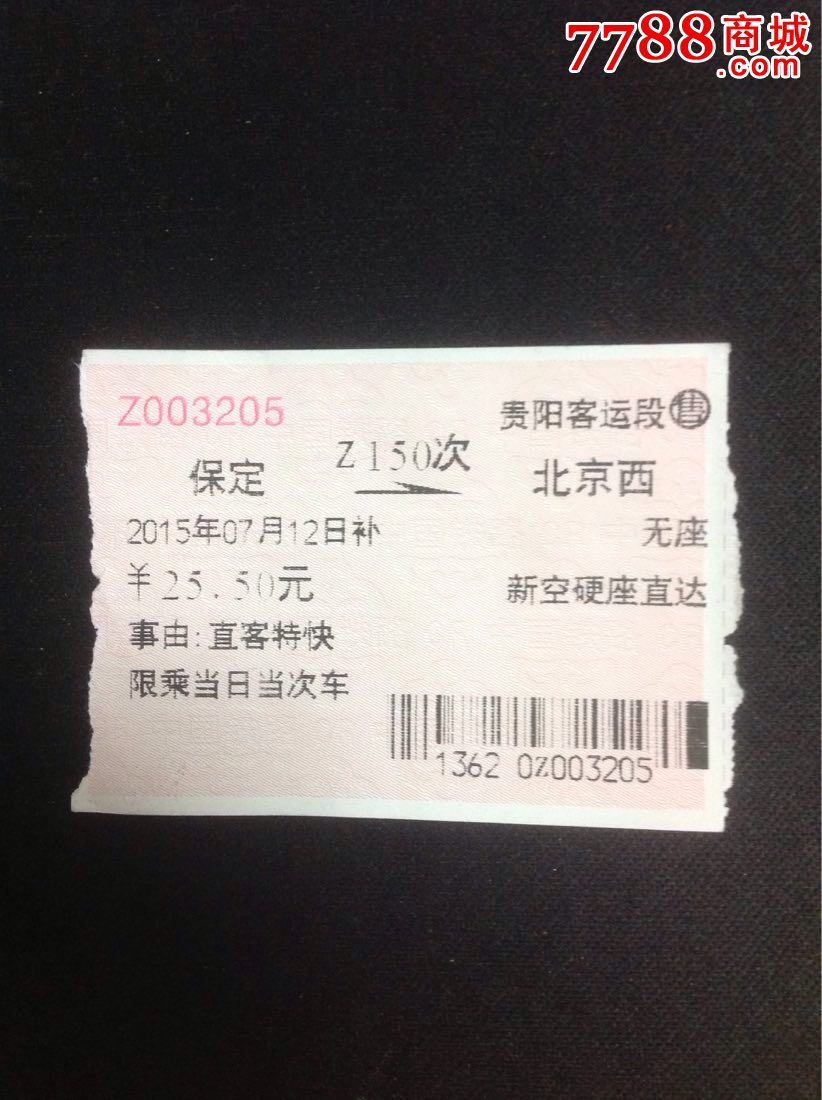 7788商城
.com
Z003205
贵阳客运段售
Z150次
保定
北京西
2015年07月12日补
无座
¥25.50元
新空硬座直达
事由:直客特快
限乘当日当次车
1362 0Z003205